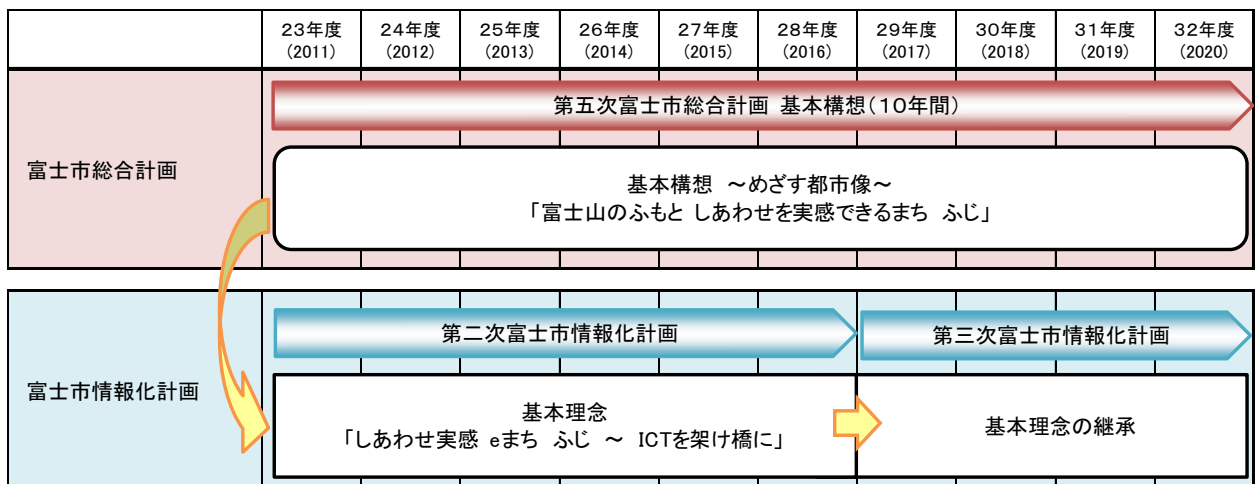 23年度 24年度 25年度 26年度 27年度 28年度 29年度 30年度 31年度 32年度
(2011) (2012) (2013) (2014) (2015) (2016) (2017) (2018) (2019) (2020)
第五次富士市総合計画 基本構想(10年間)
富士市総合計画
基本構想 ～めざす都市像～
「富士山のふもと しあわせを実感できるまち ふじ」
第二次富士市情報化計画 第三次富士市情報化計画
富士市情報化計画
基本理念
「しあわせ実感 eまち ふじ ～ ICTを架け橋に」
基本理念の継承